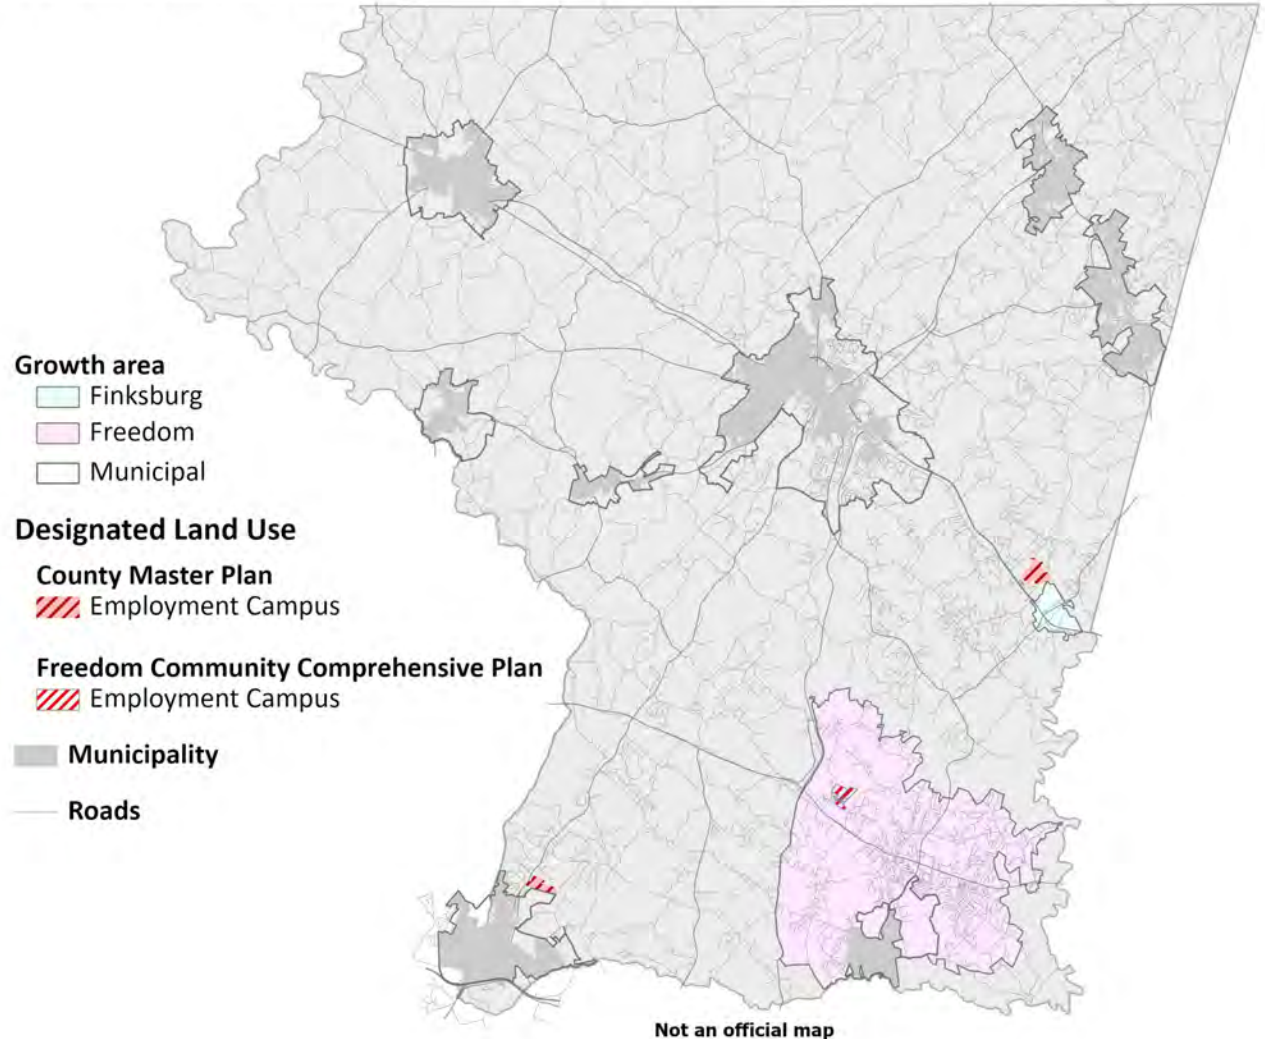 Growth area
Finksburg
Freedom
Municipal
Designated Land Use
County Master Plan
Employment Campus
Freedom Community Comprehensive Plan
Employment Campus
Municipality
Roads
Not an official map